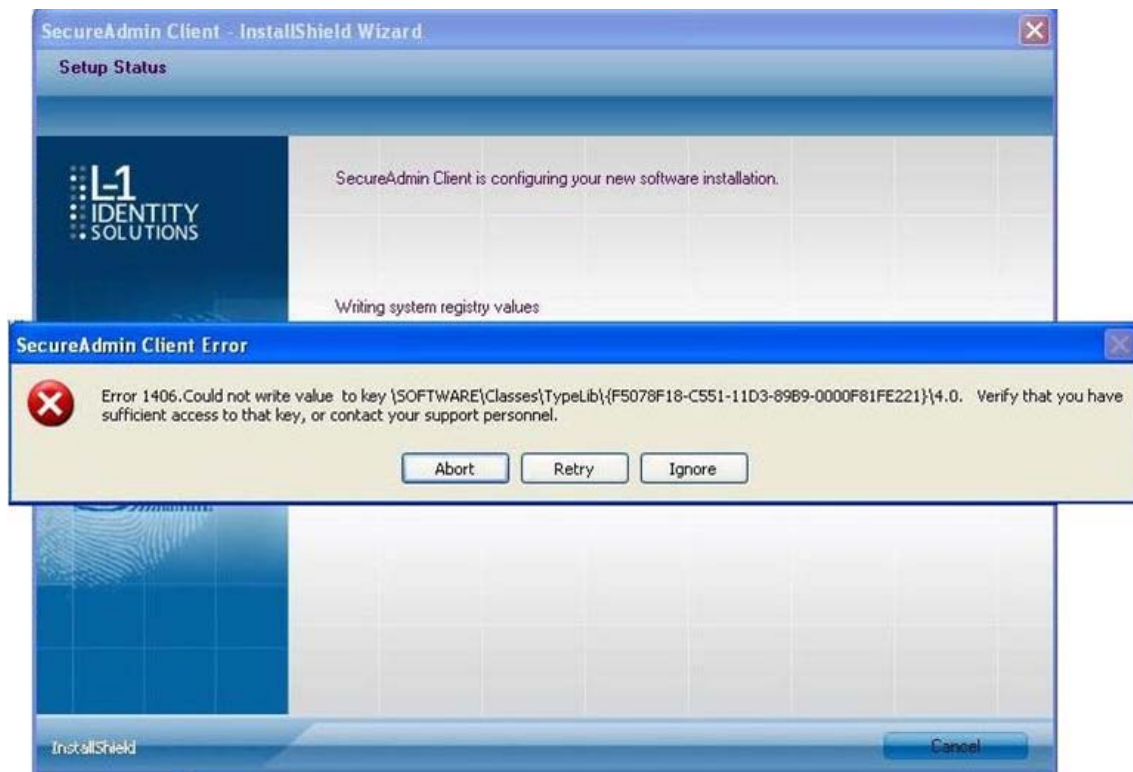 SecureAdmin Client - InstallShield Wizard
Setup Status
L-1
IDENTITY
SOLUTIONS
SecureAdmin Client is configuring your new software installation.
Writing system registry values
SecureAdmin Client Error
Error 1406.Could not write value to key \SOFTWARE\Classes\TypeLib\{F5078F18-C551-11D3-89B9-0000F81FE221}\4.0. Verify that you have
sufficient access to that key, or contact your support personnel.
Abort Retry Ignore
InstallShield
Cancel